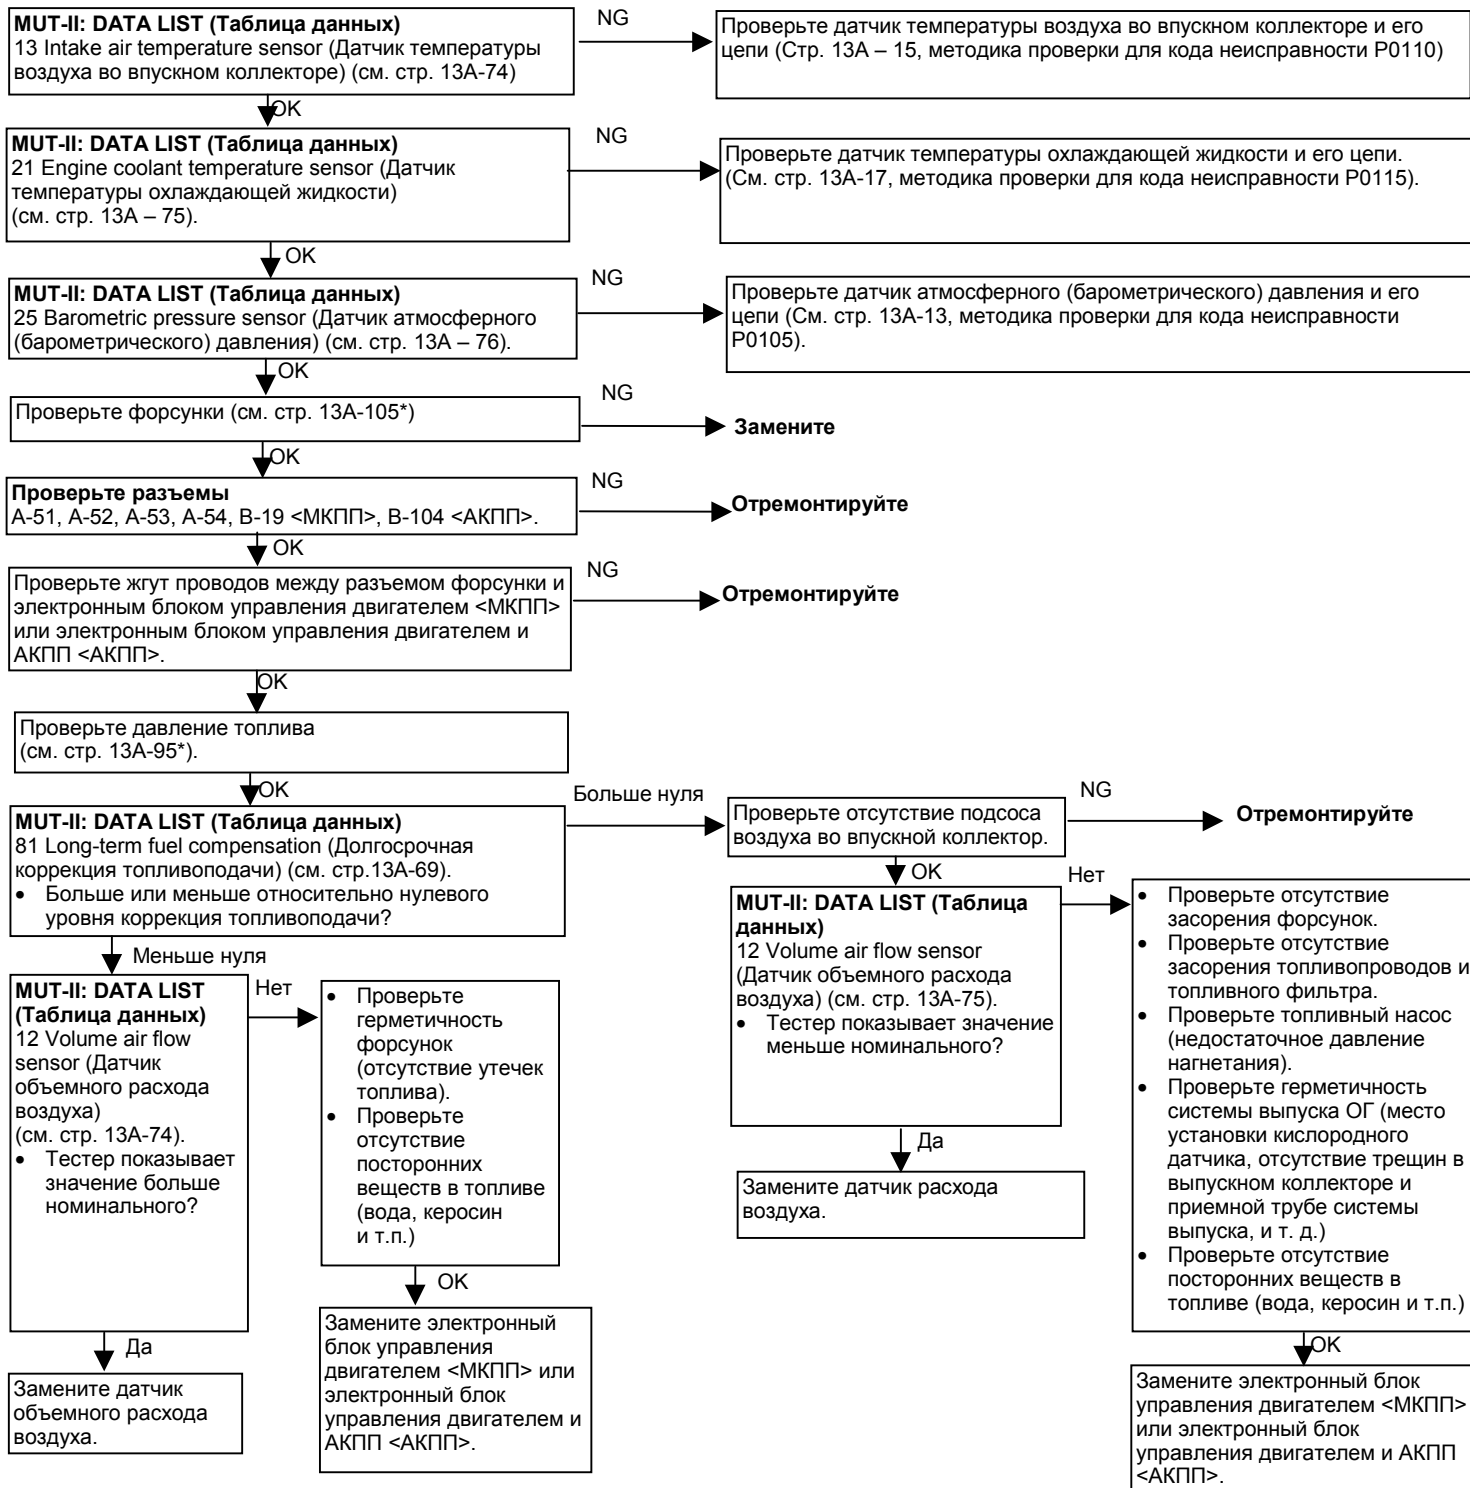 MUT-II: DATA LIST (Таблица данных)
13 Intake air temperature sensor (Датчик температуры
воздуха во впускном коллекторе) (см. стр. 13A-74)
NG
Проверьте датчик температуры воздуха во впускном коллекторе и его
цепи (Стр. 13А – 15, методика проверки для кода неисправности Р0110)
OK
MUT-II: DATA LIST (Таблица данных)
21 Engine coolant temperature sensor (Датчик
температуры охлаждающей жидкости)
(см. стр. 13А – 75).
NG
Проверьте датчик температуры охлаждающей жидкости и его цепи.
(См. стр. 13А-17, методика проверки для кода неисправности Р0115).
OK
MUT-II: DATA LIST (Таблица данных)
25 Barometric pressure sensor (Датчик атмосферного
(барометрического) давления) (см. стр. 13А – 76).
NG
Проверьте датчик атмосферного (барометрического) давления и его
цепи (См. стр. 13А-13, методика проверки для кода неисправности
Р0105).
OK
Проверьте форсунки (см. стр. 13А-105*)
NG
Замените
OK
Проверьте разъемы
А-51, А-52, А-53, А-54, В-19 <МКПП>, В-104 <АКПП>.
NG
Отремонтируйте
OK
Проверьте жгут проводов между разъемом форсунки и
электронным блоком управления двигателем <МКПП>
или электронным блоком управления двигателем и
АКПП <АКПП>.
NG
Отремонтируйте
OK
Проверьте давление топлива
(см. стр. 13А-95*).
OK
MUT-II: DATA LIST (Таблица данных)
81 Long-term fuel compensation (Долгосрочная
коррекция топливоподачи) (см. стр.13А-69).
• Больше или меньше относительно нулевого
уровня коррекция топливоподачи?
Больше нуля
Проверьте отсутствие подсоса
воздуха во впускной коллектор.
NG
Отремонтируйте
OK
MUT-II: DATA LIST (Таблица
данных)
12 Volume air flow sensor
(Датчик объемного расхода
воздуха) (см. стр. 13А-75).
• Тестер показывает значение
меньше номинального?
Нет
• Проверьте отсутствие
засорения форсунок.
• Проверьте отсутствие
засорения топливопроводов и
топливного фильтра.
• Проверьте топливный насос
(недостаточное давление
нагнетания).
• Проверьте герметичность
системы выпуска ОГ (место
установки кислородного
датчика, отсутствие трещин в
выпускном коллекторе и
приемной трубе системы
выпуска, и т. д.)
• Проверьте отсутствие
посторонних веществ в
топливе (вода, керосин и т.п.)
Да
Замените датчик расхода
воздуха.
OK
Замените электронный блок
управления двигателем <МКПП>
или электронный блок
управления двигателем и АКПП
<АКПП>.
Меньше нуля
MUT-II: DATA LIST
(Таблица данных)
12 Volume air flow
sensor (Датчик
объемного расхода
воздуха)
(см. стр. 13А-74).
• Тестер показывает
значение больше
номинального?
Нет
• Проверьте
герметичность
форсунок
(отсутствие утечек
топлива).
• Проверьте
отсутствие
посторонних
веществ в топливе
(вода, керосин
и т.п.)
OK
Замените электронный
блок управления
двигателем <МКПП> или
электронный блок
управления двигателем и
АКПП <АКПП>.
Да
Замените датчик
объемного расхода
воздуха.